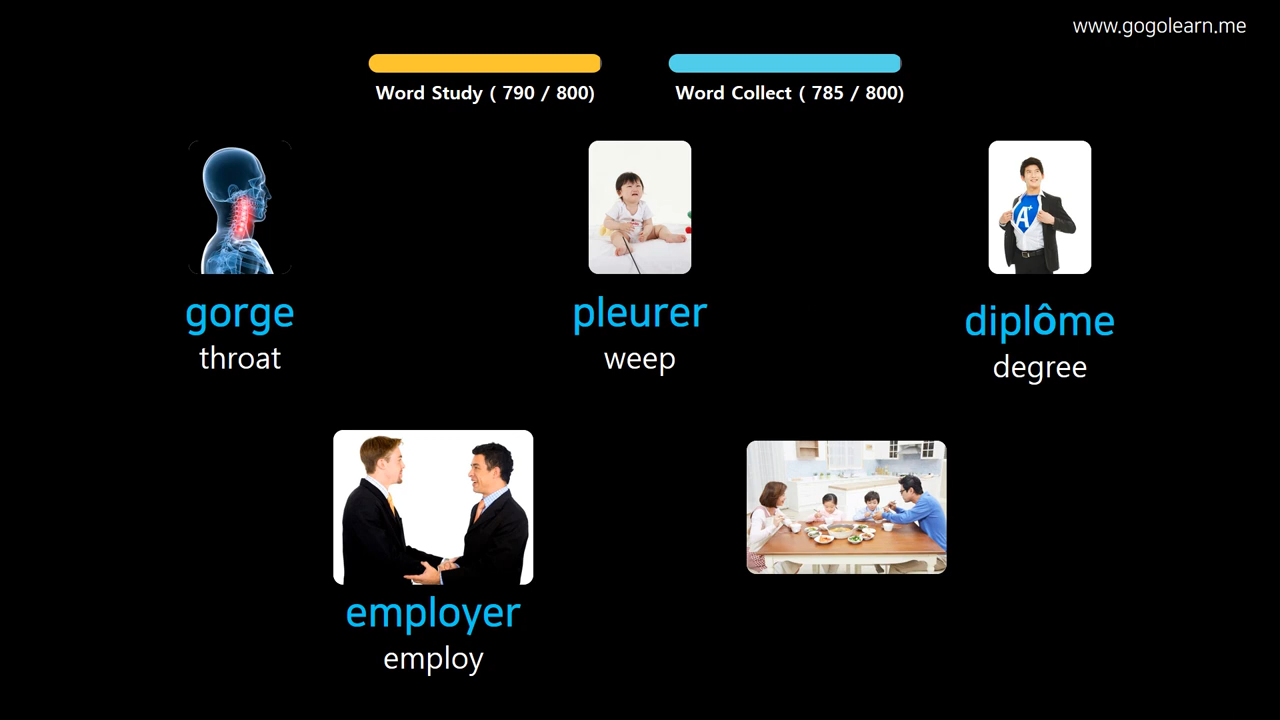 www.gogolearn.me
Word Study ( 790 / 800)
Word Collect ( 785 / 800)
A+
gorge
throat
pleurer
weep
diplôme
degree
employer
employ